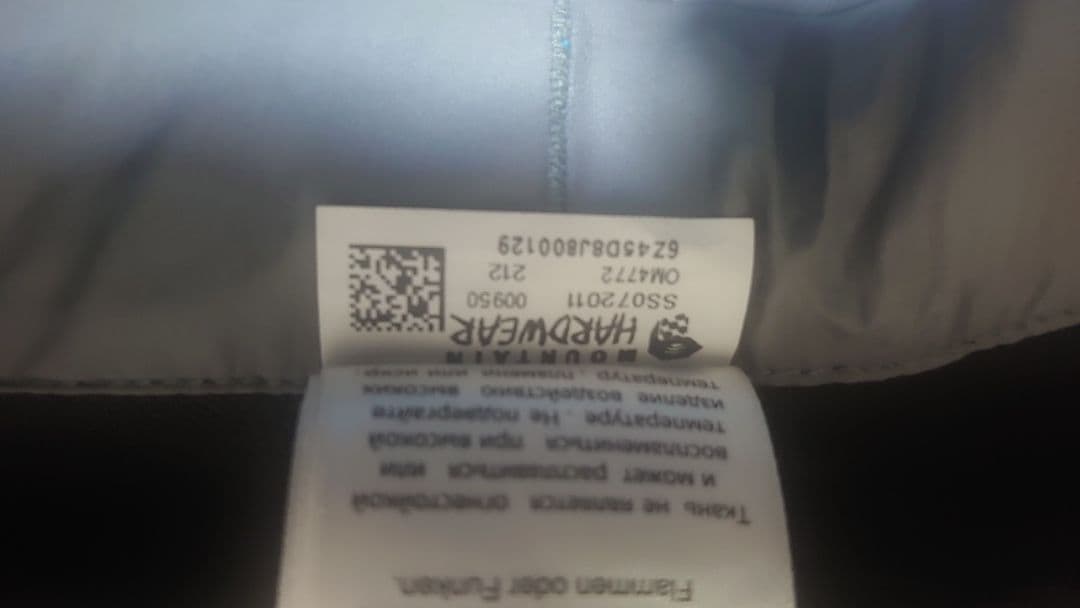 Flammen oder Funken.
Ткань не является огнестойкой
и может расплавиться или
воспламениться при высокой
температуре. Не подвергайте
изделие воздействию высоких
температур, пламени или искр.
MOUNTAIN
HARDWEAR
SS072011 00950
OM4772 212
6Z45D8J800129